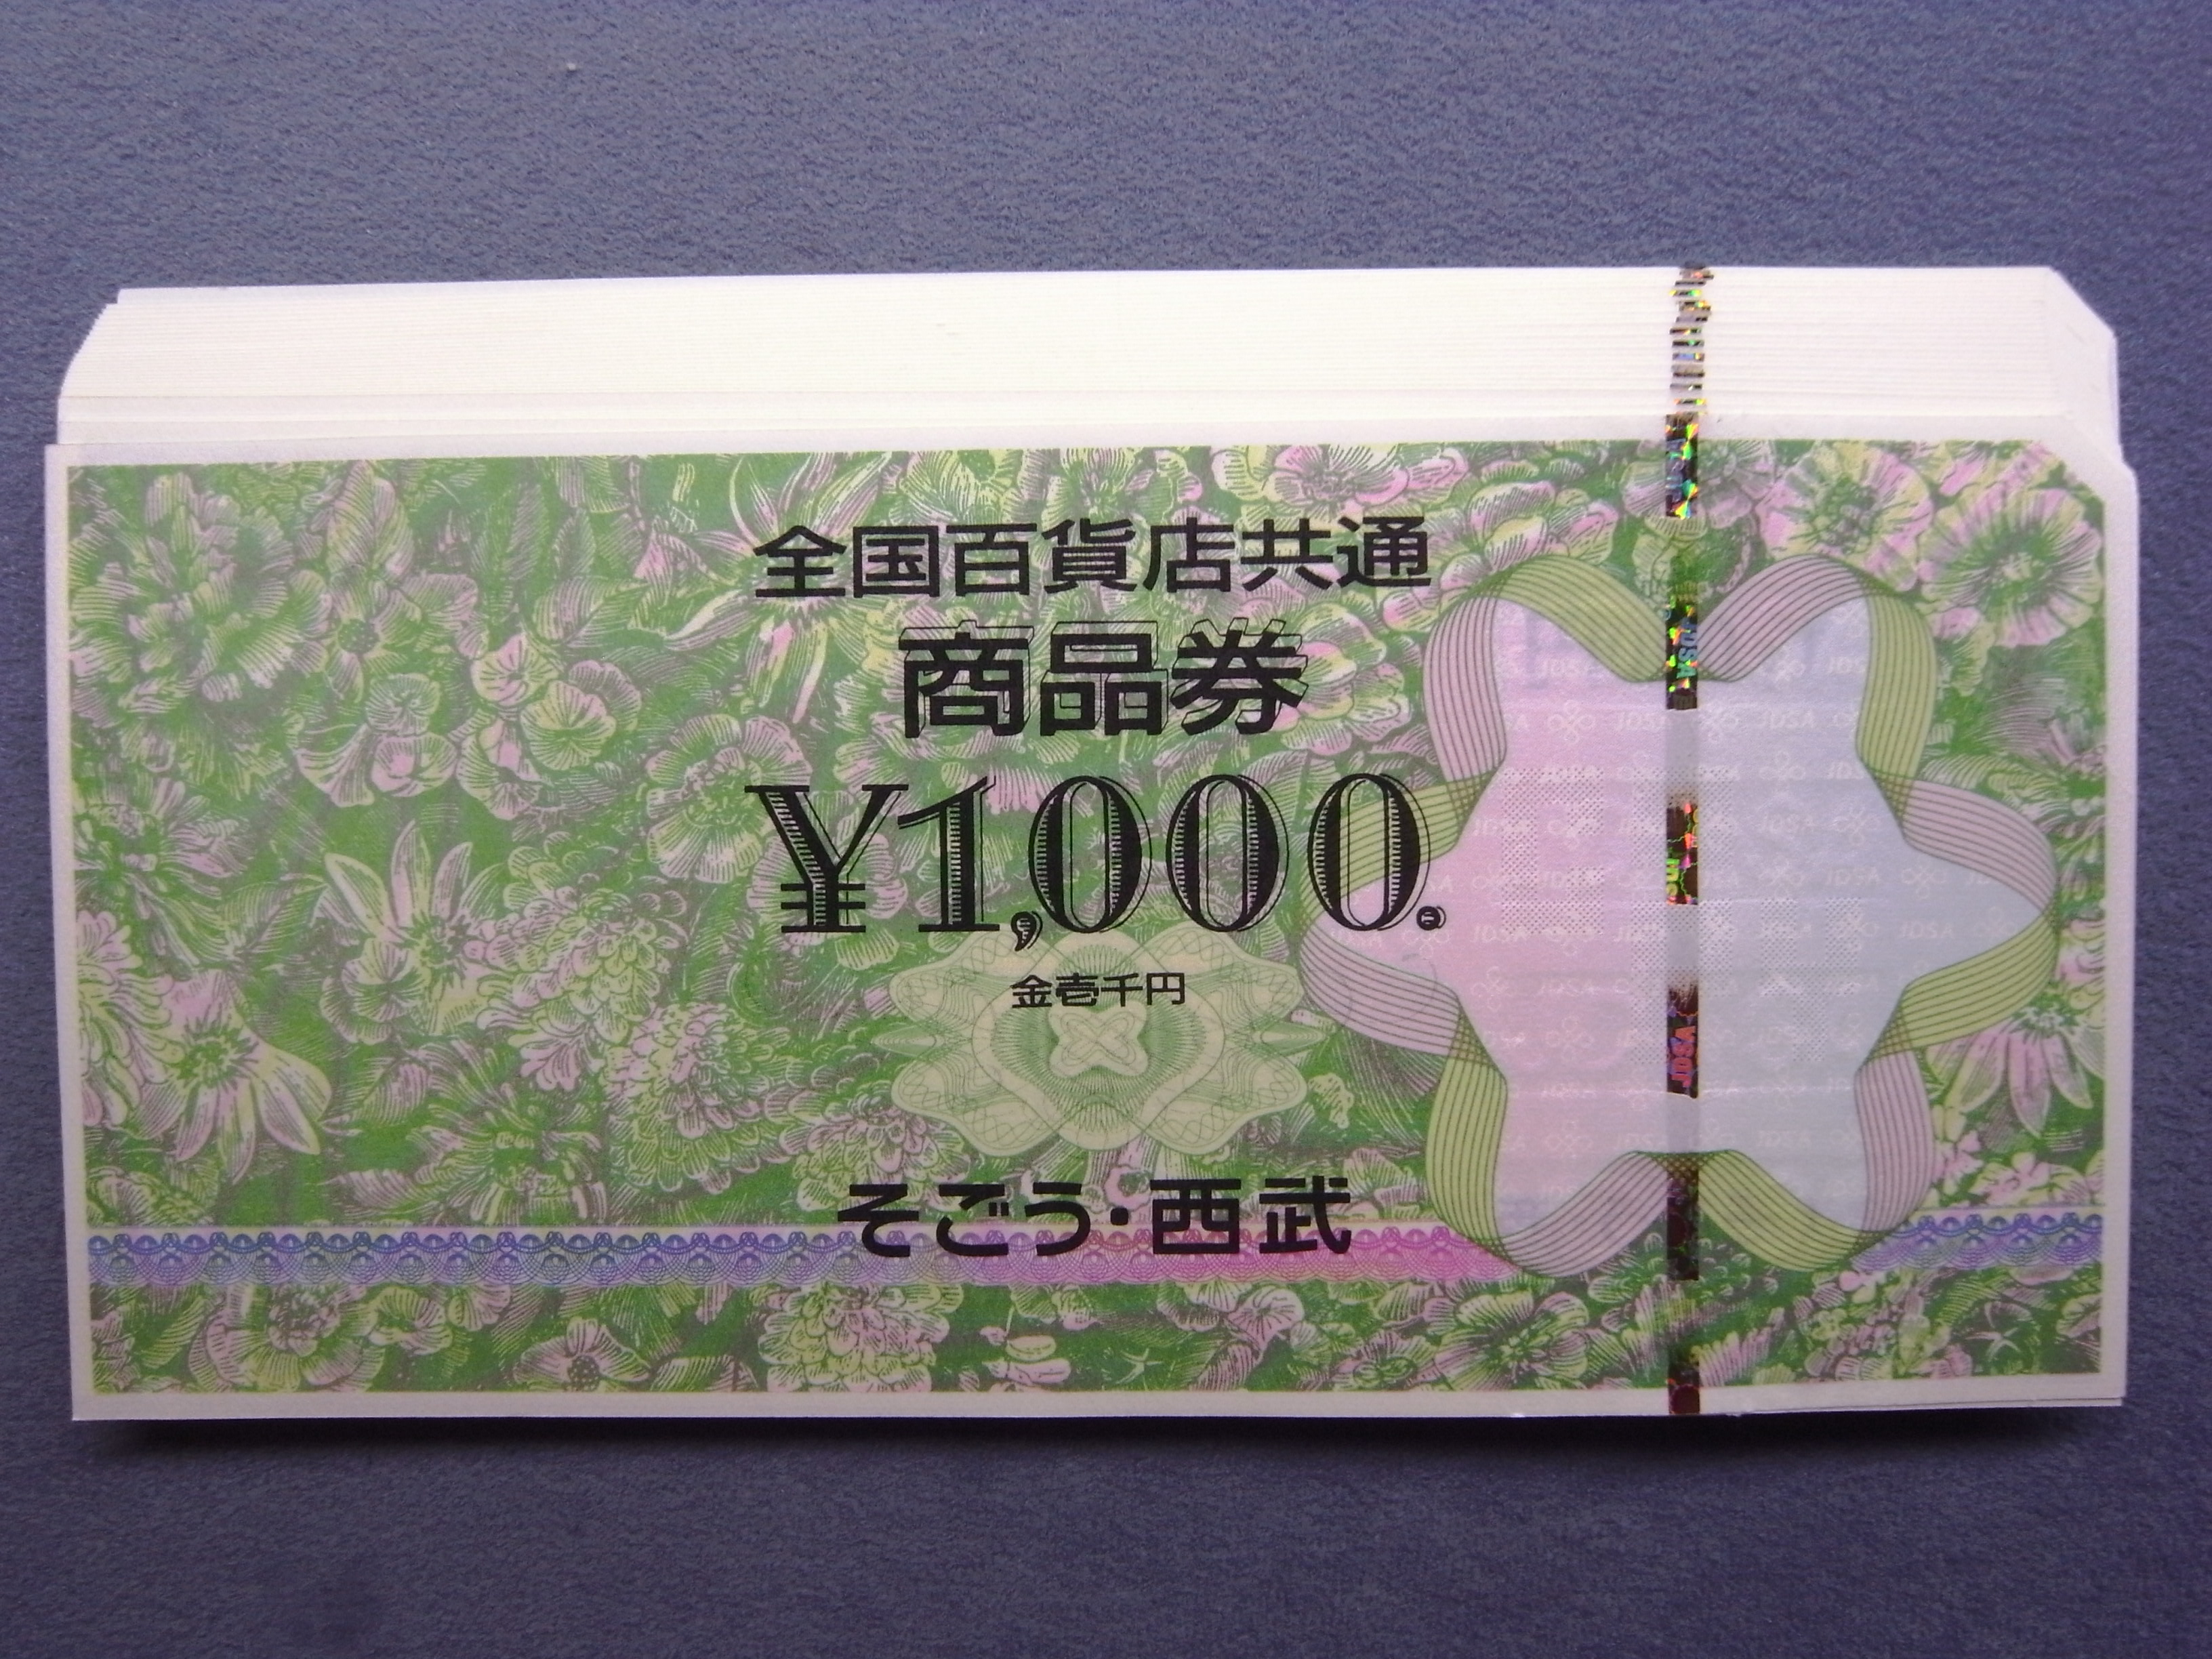 全国百貨店共通
商品券
¥1,000.
金壱千円
そごう・西武
JDSA